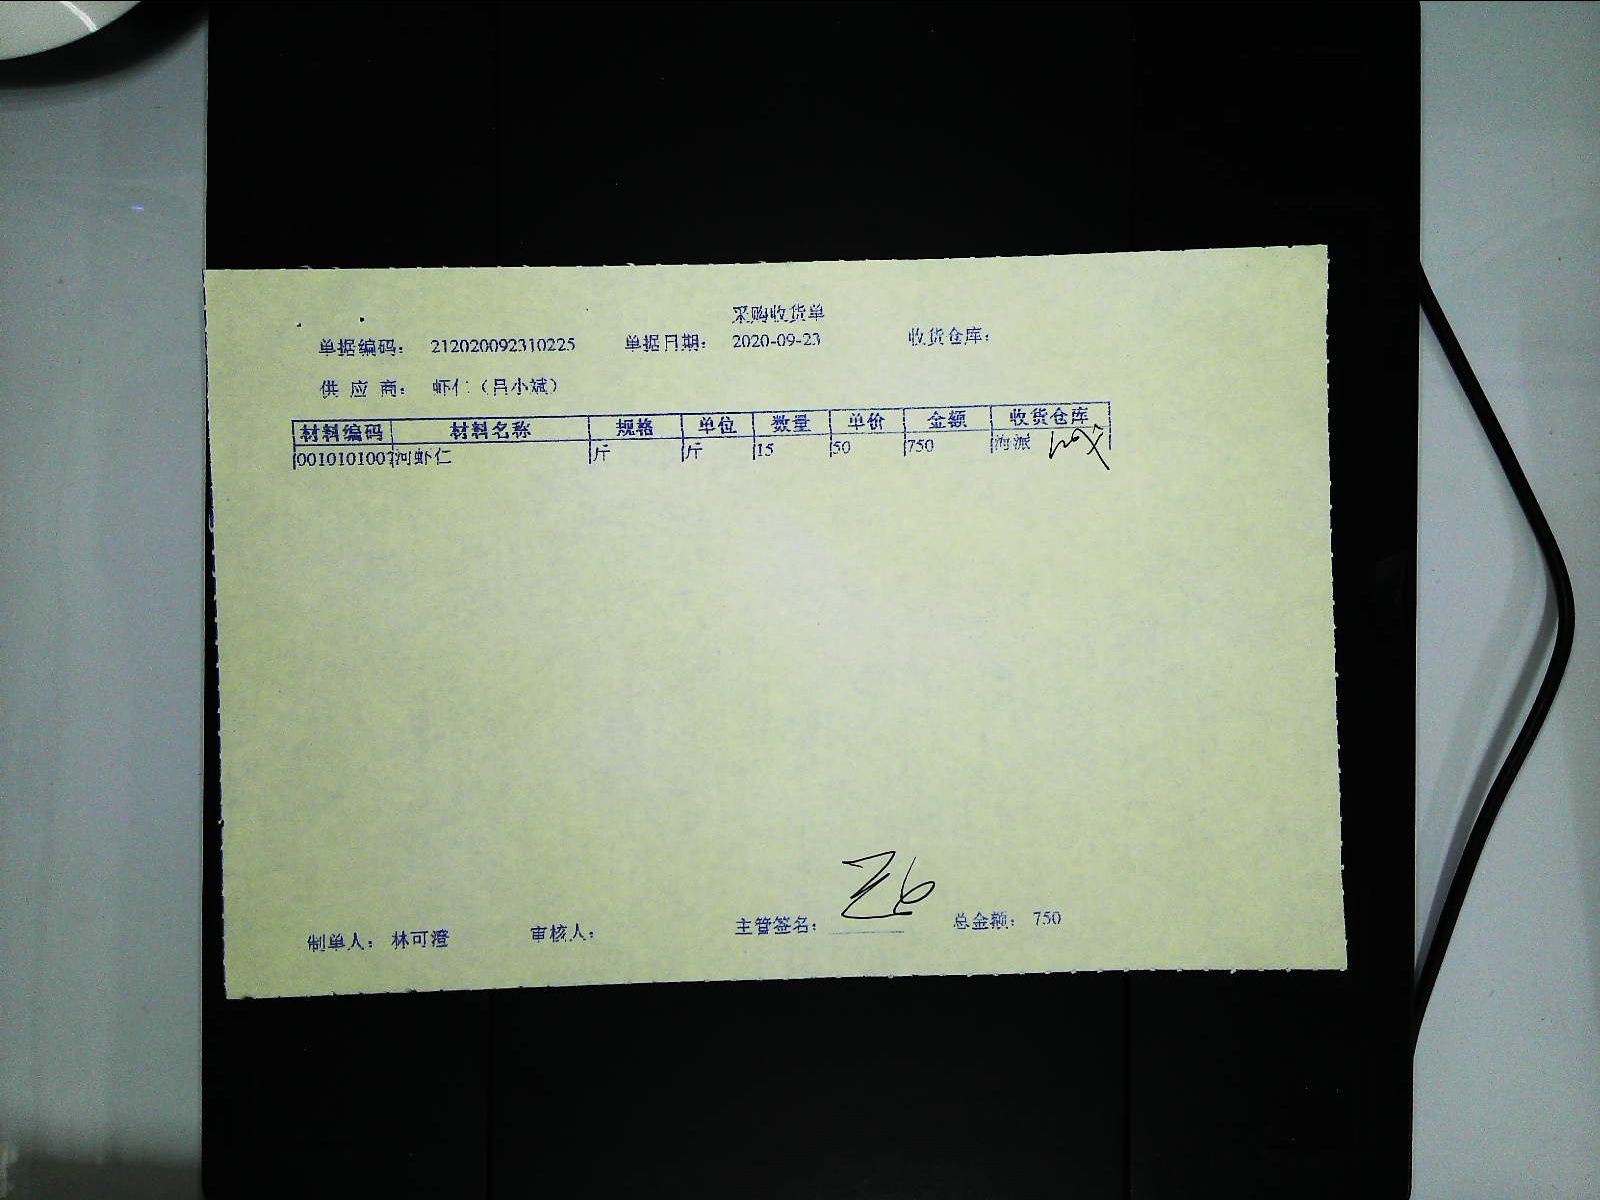 采购收货单
单据编码： 212020092310225 单据日期： 2020-09-23 收货仓库：
供 应 商： 虾仁（吕小斌）
材料编码 材料名称 规格 单位 数量 单价 金额 收货仓库
0010101007 河虾仁 斤 斤 15 50 750 海派
制单人： 林可澄 审核人： 主管签名： 总金额： 750